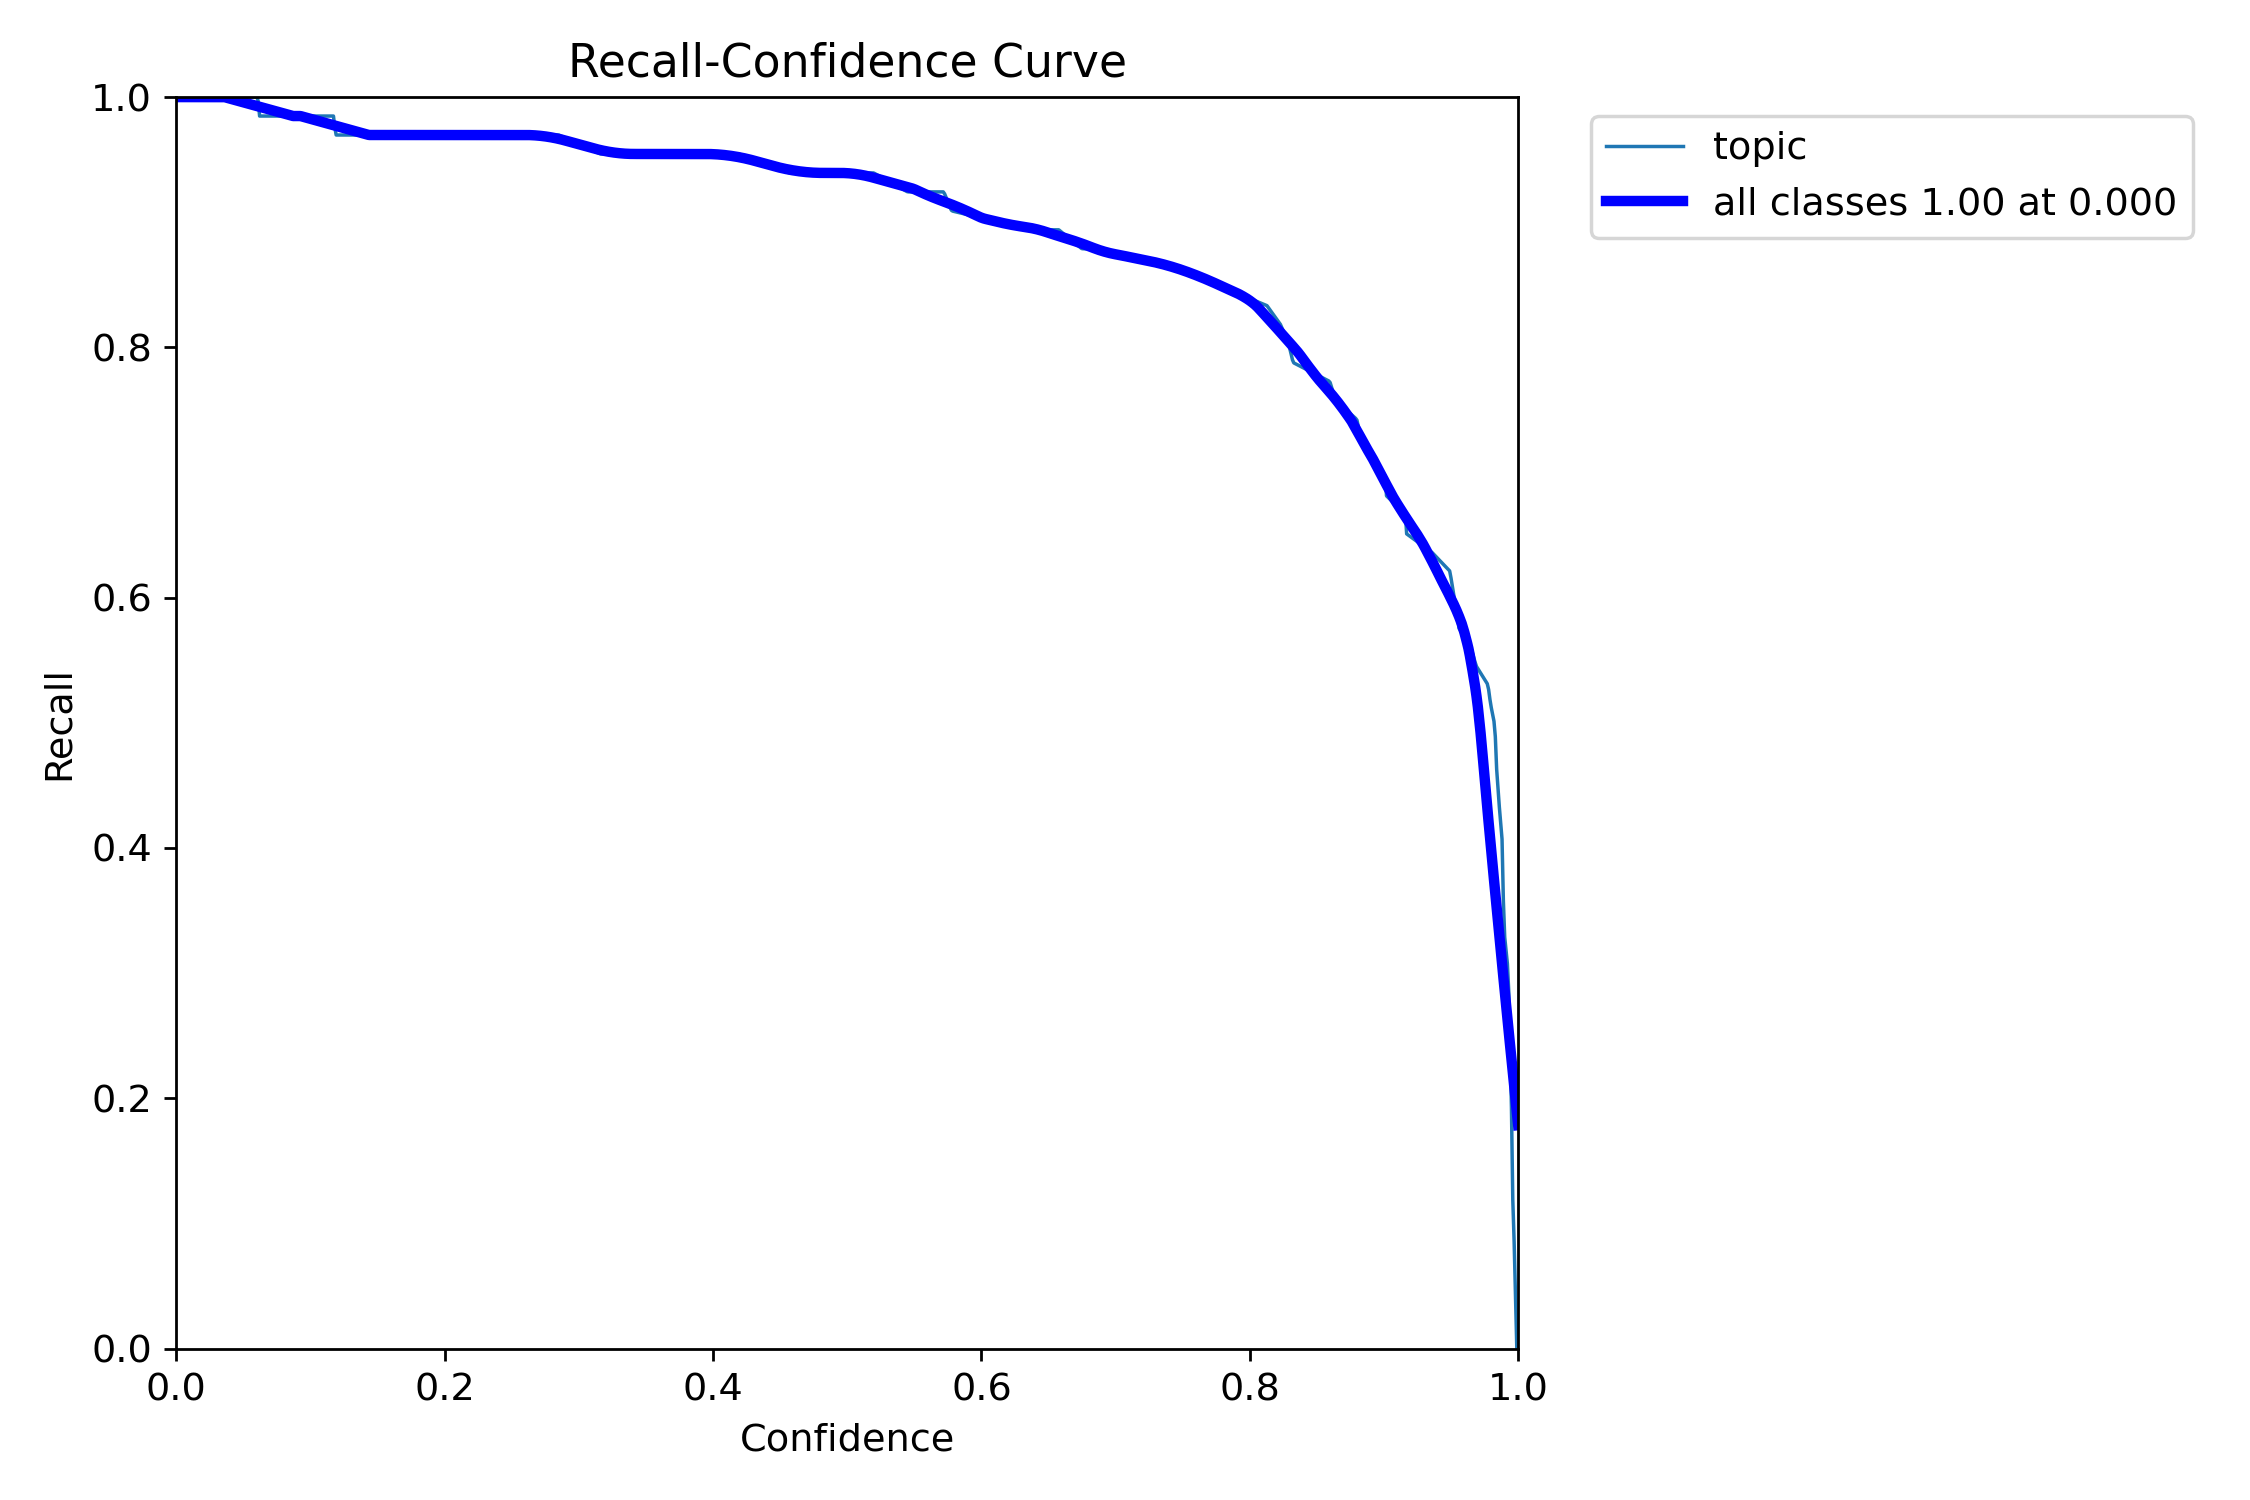 Recall-Confidence Curve
topic
all classes 1.00 at 0.000
1.0
0.8
0.6
0.4
0.2
0.0
Recall
0.0 0.2 0.4 0.6 0.8 1.0
Confidence